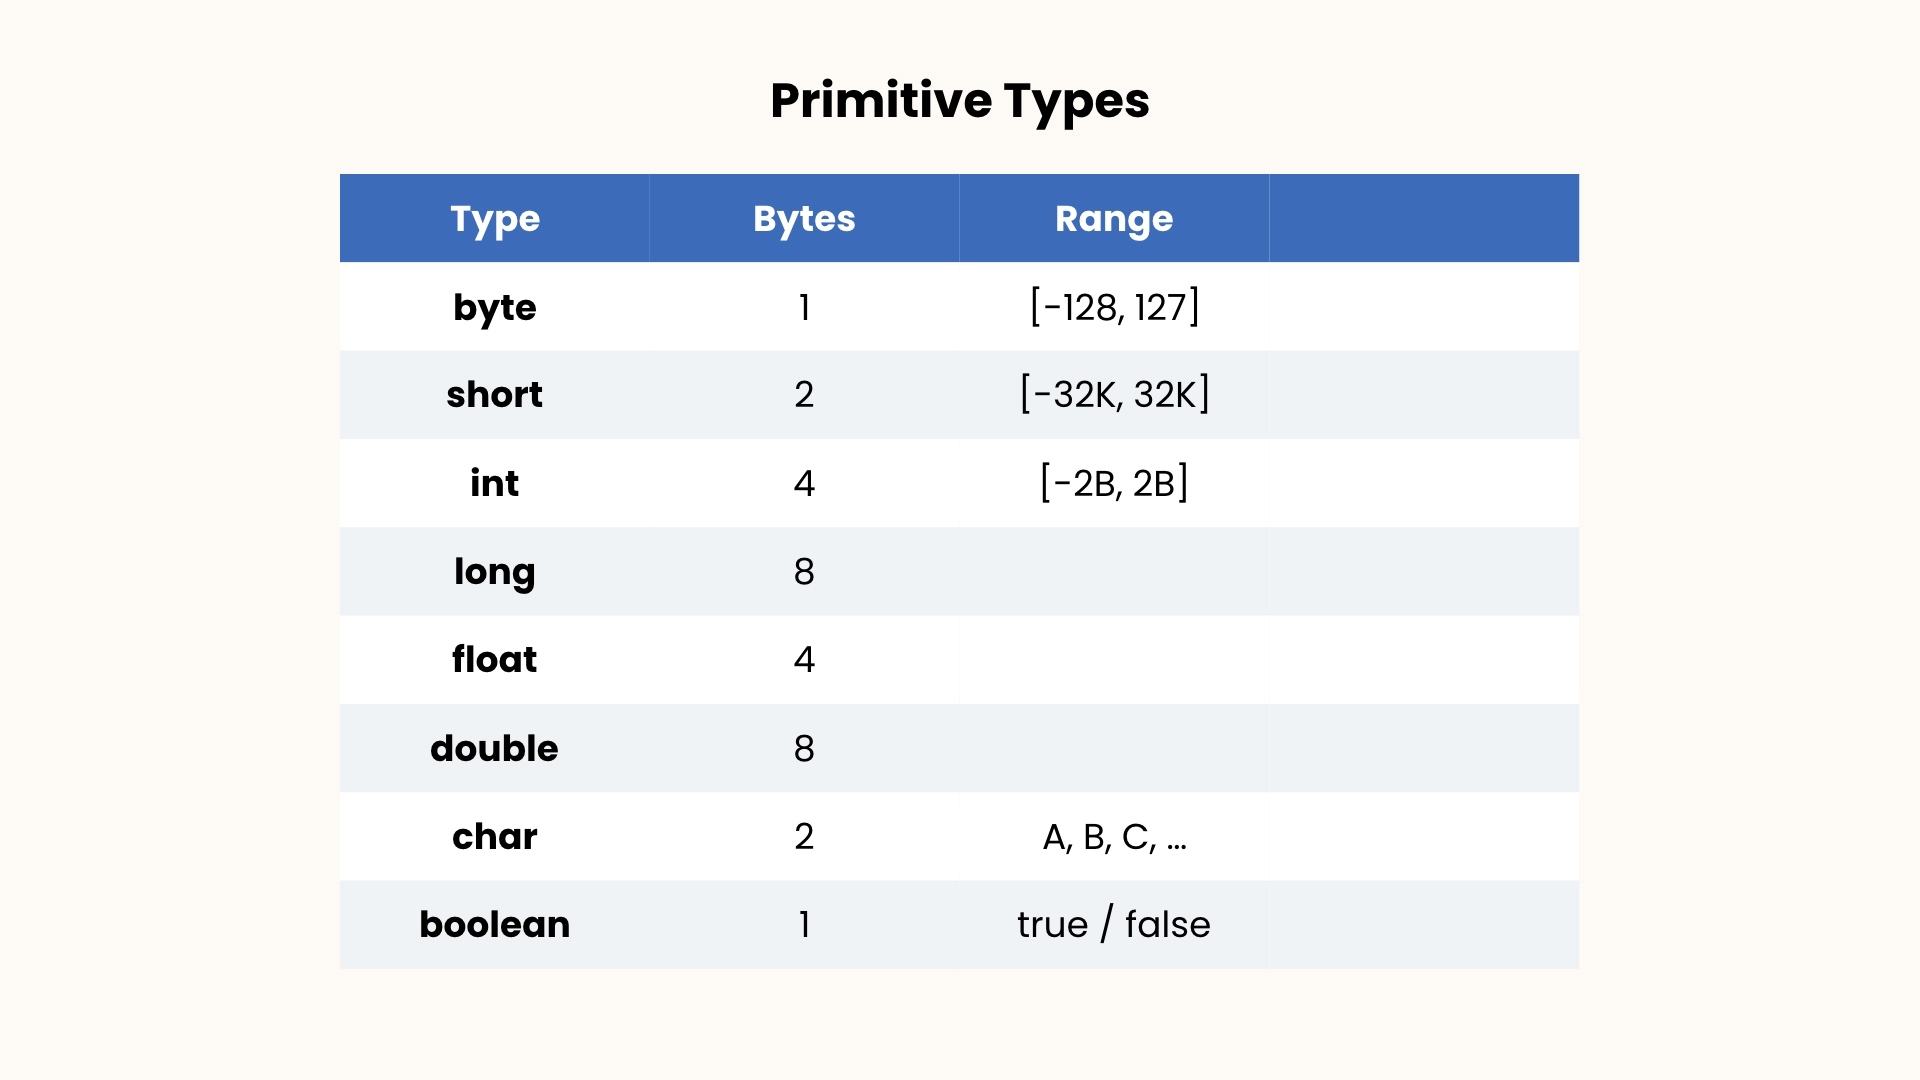 Primitive Types
Type Bytes Range
byte 1 [-128, 127]
short 2 [-32K, 32K]
int 4 [-2B, 2B]
long 8
float 4
double 8
char 2 A, B, C, ...
boolean 1 true / false